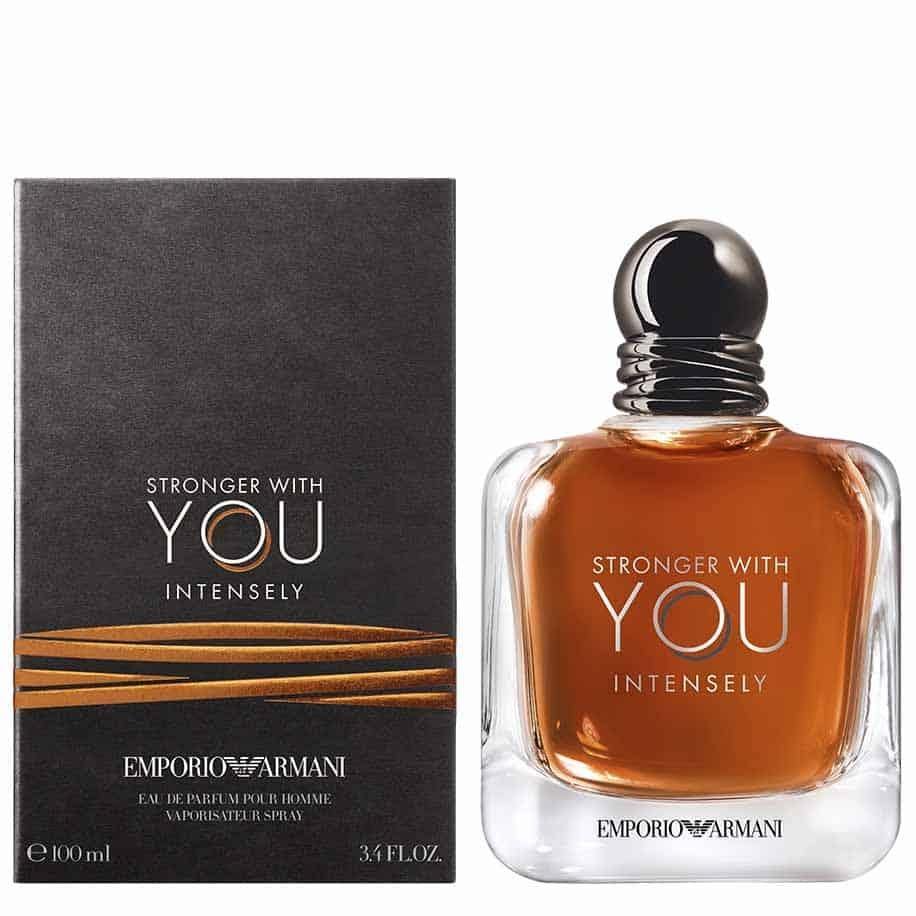 STRONGER WITH
YOU
INTENSELY
EMPORIO ARMANI
EAU DE PARFUM POUR HOMME
VAPORISATEUR SPRAY
e 100 ml 3.4 FL.OZ.
STRONGER WITH
YOU
INTENSELY
EMPORIO ARMANI